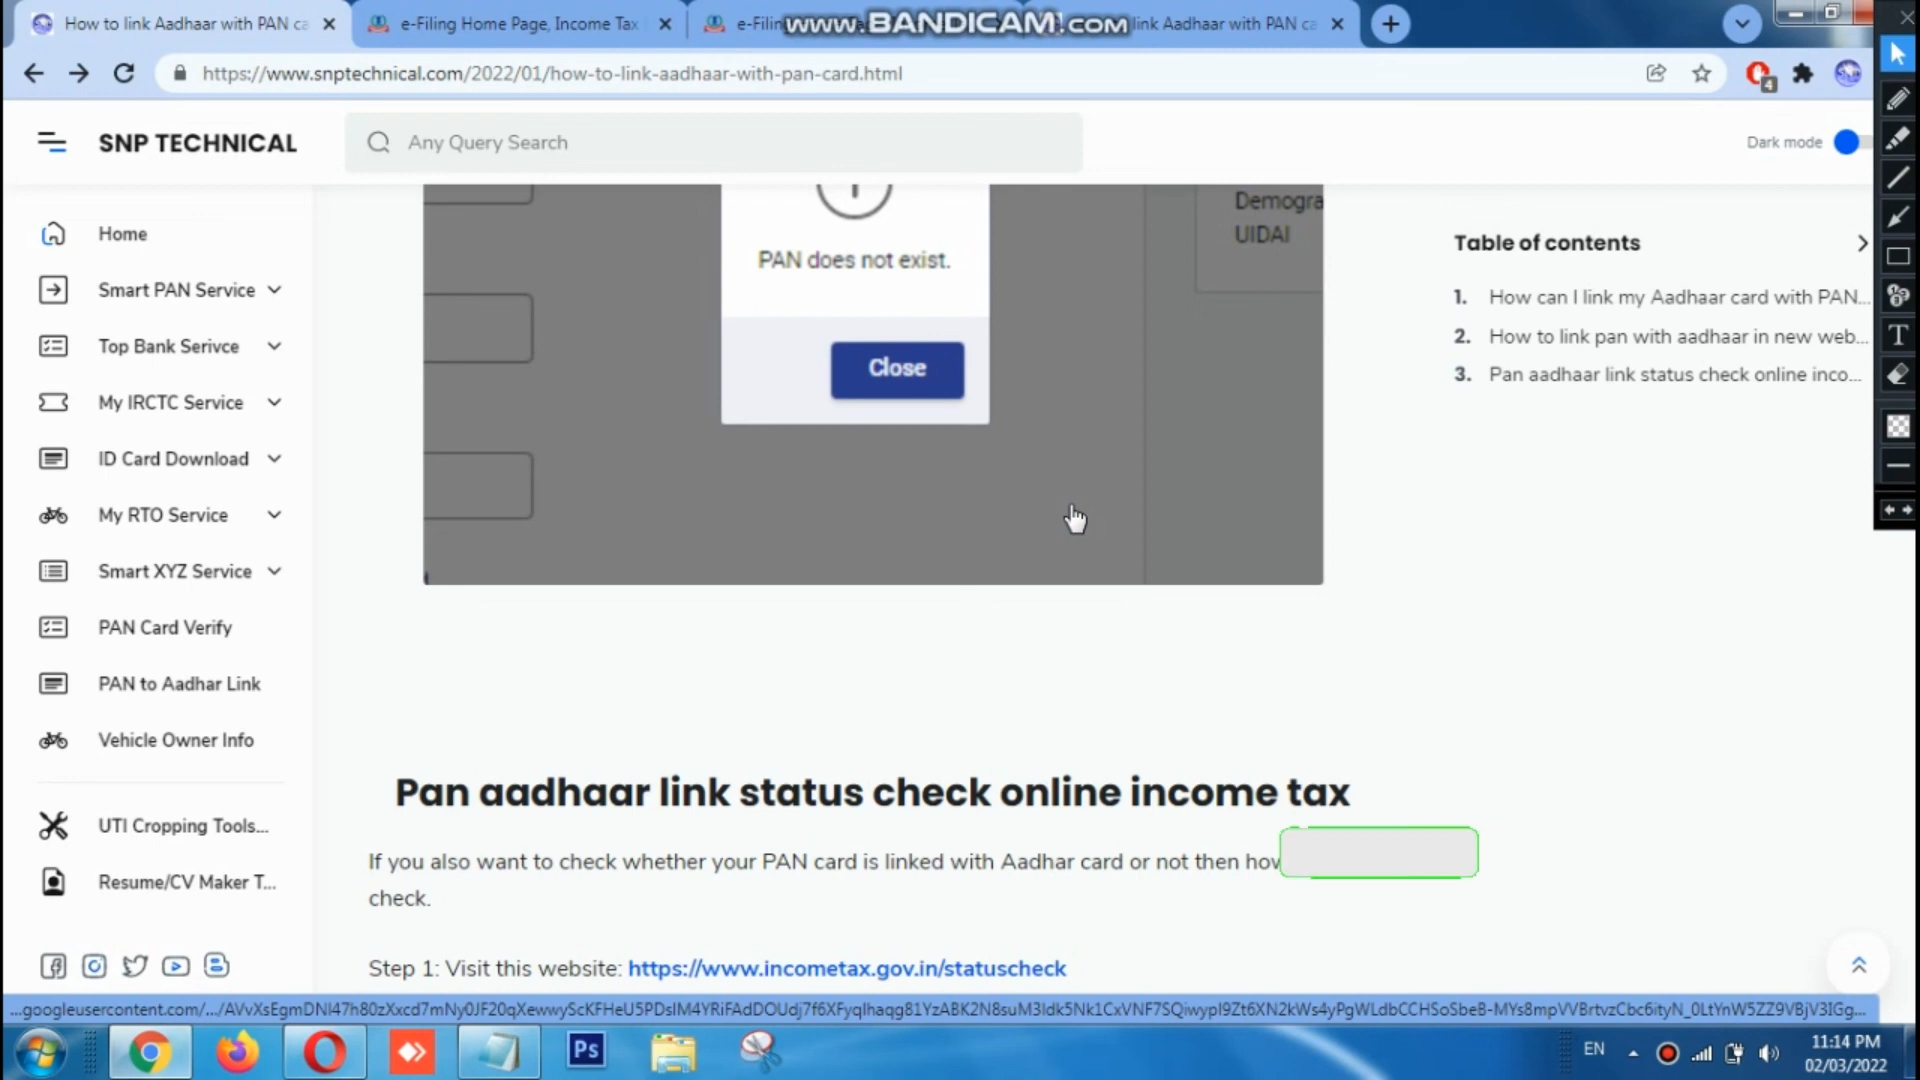 How to link Aadhaar with PAN ca
e-Filing Home Page, Income Tax
e-Filin
www.BANDICAM.com
link Aadhaar with PAN ca
https://www.snptechnical.com/2022/01/how-to-link-aadhaar-with-pan-card.html
4
SNP TECHNICAL
Any Query Search
Dark mode
Home
Smart PAN Service
Top Bank Serivce
My IRCTC Service
ID Card Download
My RTO Service
Smart XYZ Service
PAN Card Verify
PAN to Aadhar Link
Vehicle Owner Info
UTI Cropping Tools...
Resume/CV Maker T...
PAN does not exist.
Close
Demogra
UIDAI
Table of contents
1. How can I link my Aadhaar card with PAN...
2. How to link pan with aadhaar in new web...
3. Pan aadhaar link status check online inco...
Pan aadhaar link status check online income tax
If you also want to check whether your PAN card is linked with Aadhar card or not then how
check.
Step 1: Visit this website: https://www.incometax.gov.in/statuscheck
Ps
EN
11:14 PM
02/03/2022